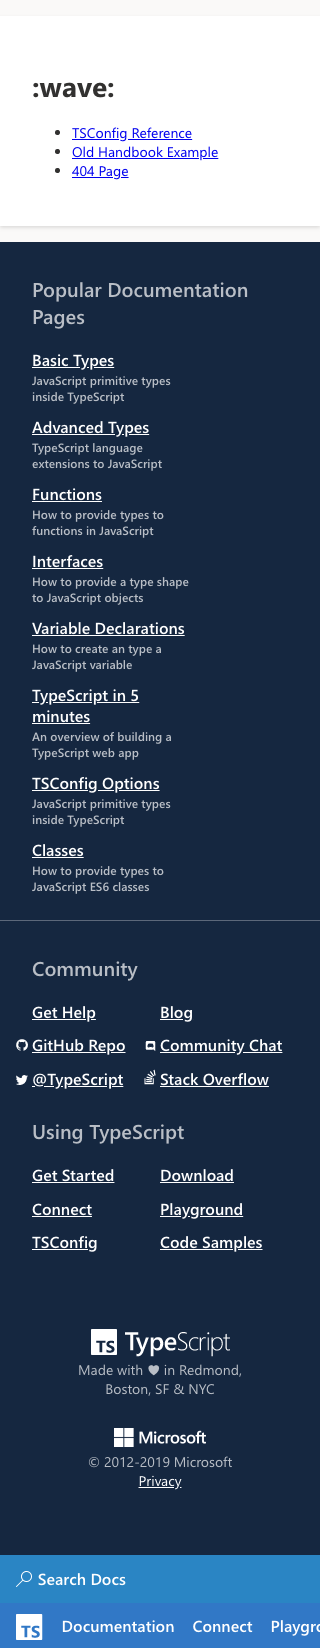 :wave:
TSConfig Reference
Old Handbook Example
404 Page
Popular Documentation
Pages
Basic Types
JavaScript primitive types
inside TypeScript
Advanced Types
TypeScript language
extensions to JavaScript
Functions
How to provide types to
functions in JavaScript
Interfaces
How to provide a type shape
to JavaScript objects
Variable Declarations
How to create an type a
JavaScript variable
TypeScript in 5
minutes
An overview of building a
TypeScript web app
TSConfig Options
JavaScript primitive types
inside TypeScript
Classes
How to provide types to
JavaScript ES6 classes
Community
Get Help Blog
GitHub Repo Community Chat
@TypeScript Stack Overflow
Using TypeScript
Get Started Download
Connect Playground
TSConfig Code Samples
TS TypeScript
Made with ♥ in Redmond,
Boston, SF & NYC
Microsoft
© 2012-2019 Microsoft
Privacy
Search Docs
TS Documentation Connect Playgro